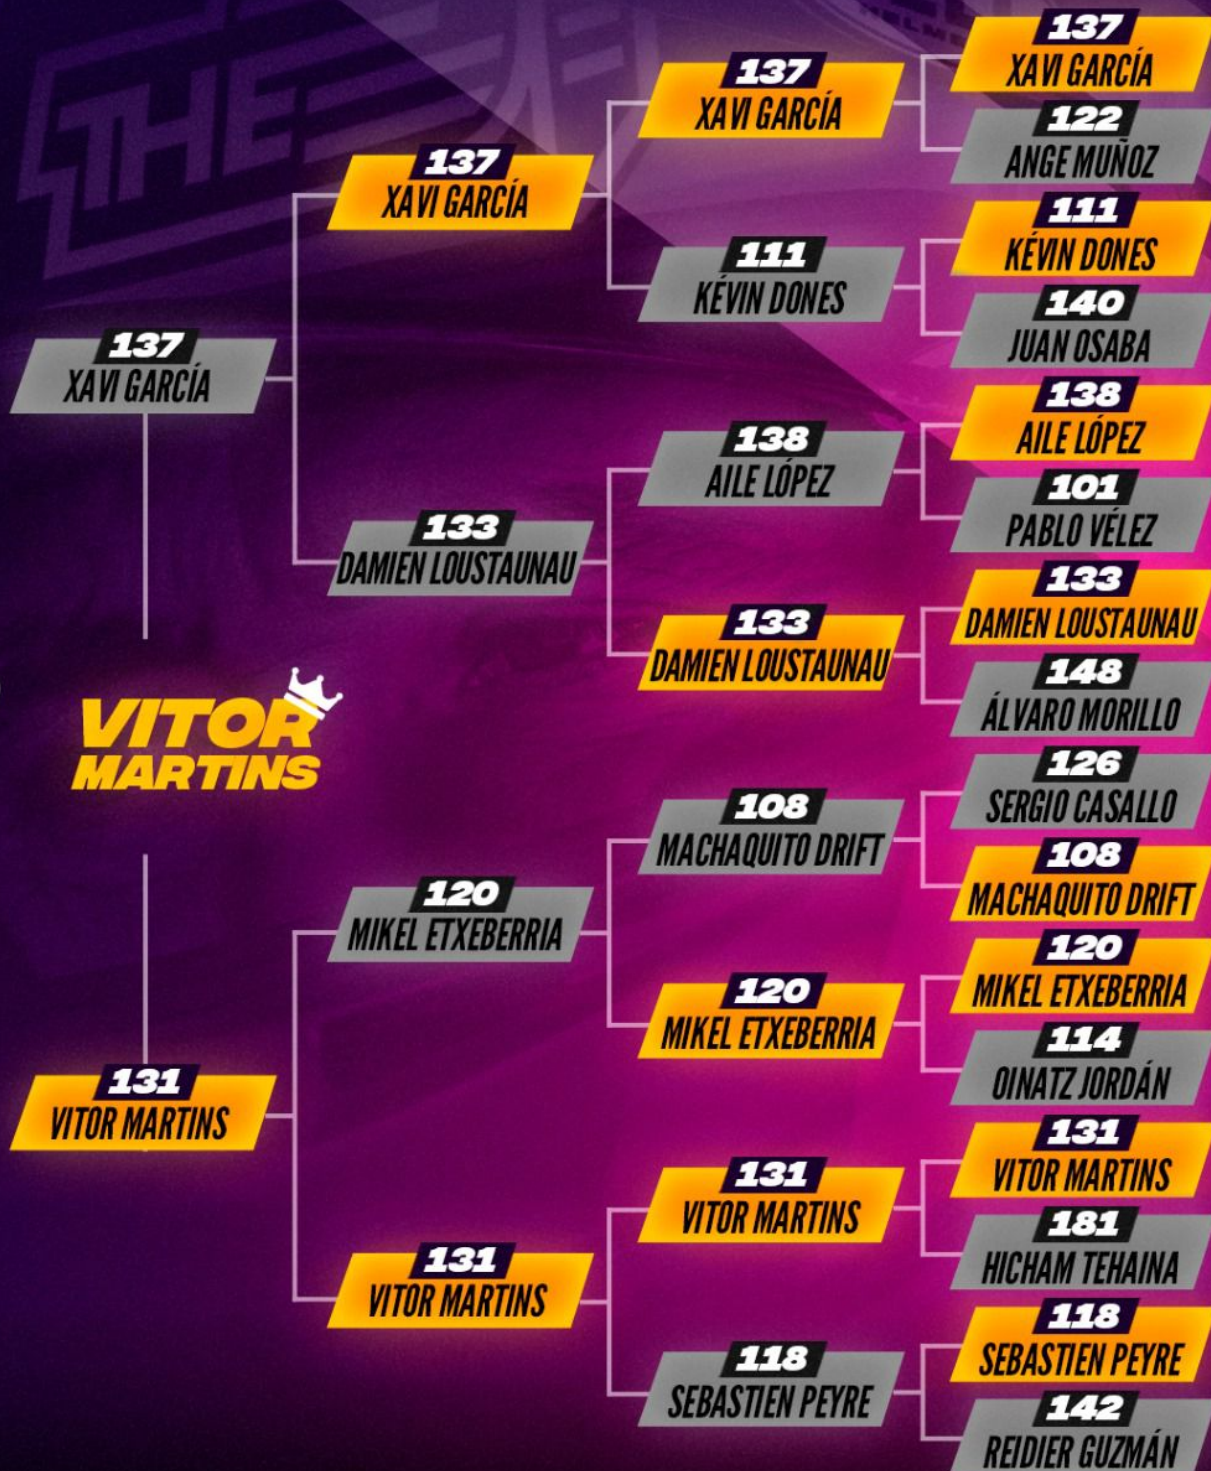 THE
137
XAVI GARCÍA
131
VITOR MARTINS
VITOR
MARTINS
137
XAVI GARCÍA
133
DAMIEN LOUSTAUNAU
120
MIKEL ETXEBERRIA
131
VITOR MARTINS
137
XAVI GARCÍA
111
KÉVIN DONES
138
AILE LÓPEZ
133
DAMIEN LOUSTAUNAU
108
MACHAQUITO DRIFT
120
MIKEL ETXEBERRIA
131
VITOR MARTINS
118
SEBASTIEN PEYRE
137
XAVI GARCÍA
122
ANGE MUÑOZ
111
KÉVIN DONES
140
JUAN OSABA
138
AILE LÓPEZ
101
PABLO VÉLEZ
133
DAMIEN LOUSTAUNAU
148
ÁLVARO MORILLO
126
SERGIO CASALLO
108
MACHAQUITO DRIFT
120
MIKEL ETXEBERRIA
114
OINATZ JORDÁN
131
VITOR MARTINS
181
HICHAM TEHAINA
118
SEBASTIEN PEYRE
142
REIDIER GUZMÁN